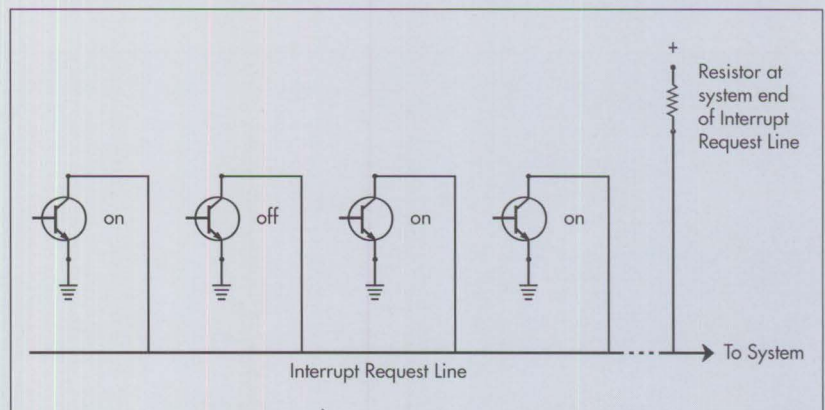 +
Resistor at
system end
of Interrupt
Request Line
on
off
on
on
To System
Interrupt Request Line